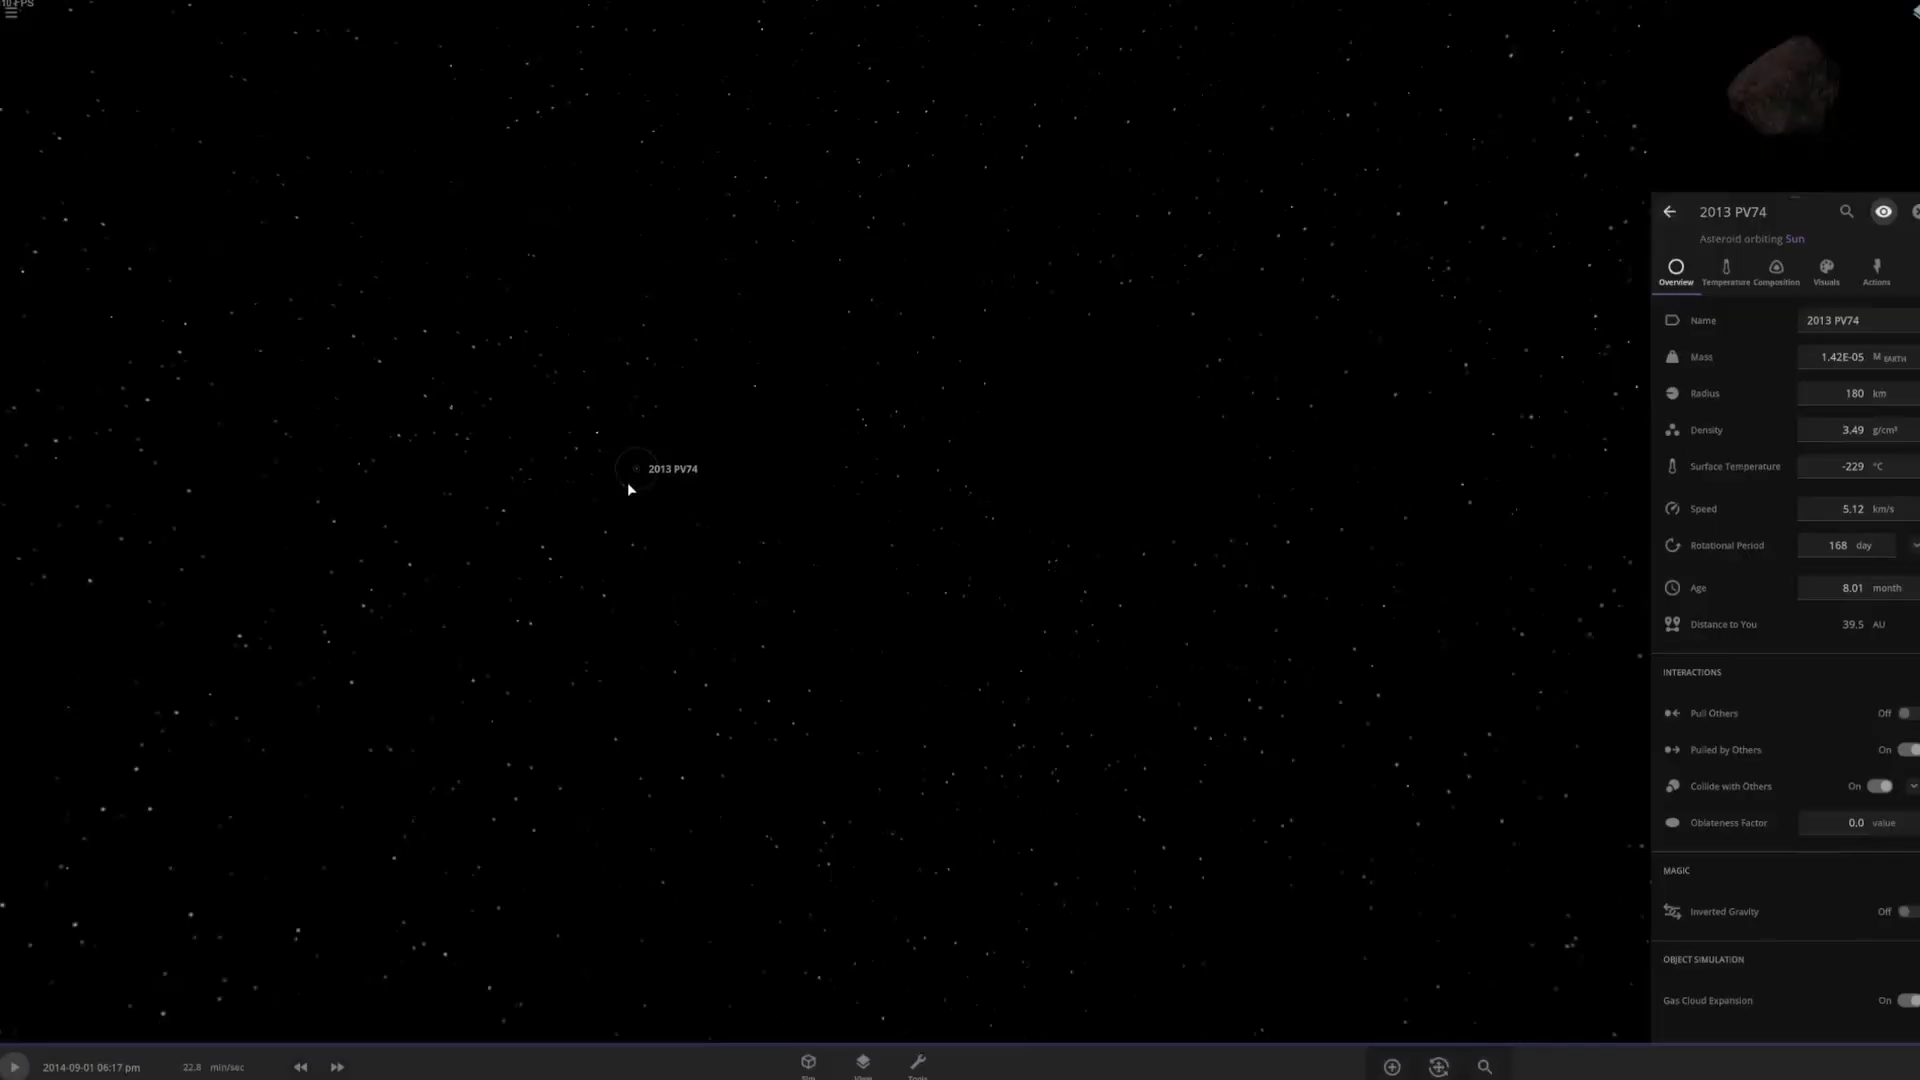 2013 PV74
Asteroid orbiting Sun
Overview Temperature Composition Visuals Actions
Name 2013 PV74
Mass 1.42E-05 M EARTH
Radius 180 km
Density 3.49 g/cm³
Surface Temperature -229 °C
Speed 5.12 km/s
Rotational Period 168 day
Age 8.01 month
Distance to You 39.5 AU
INTERACTIONS
Pull Others Off
Pulled by Others On
Collide with Others On
Oblateness Factor 0.0 value
MAGIC
Inverted Gravity Off
OBJECT SIMULATION
Gas Cloud Expansion On
2013 PV74
2014-09-01 06:17 pm 22.8 min/sec